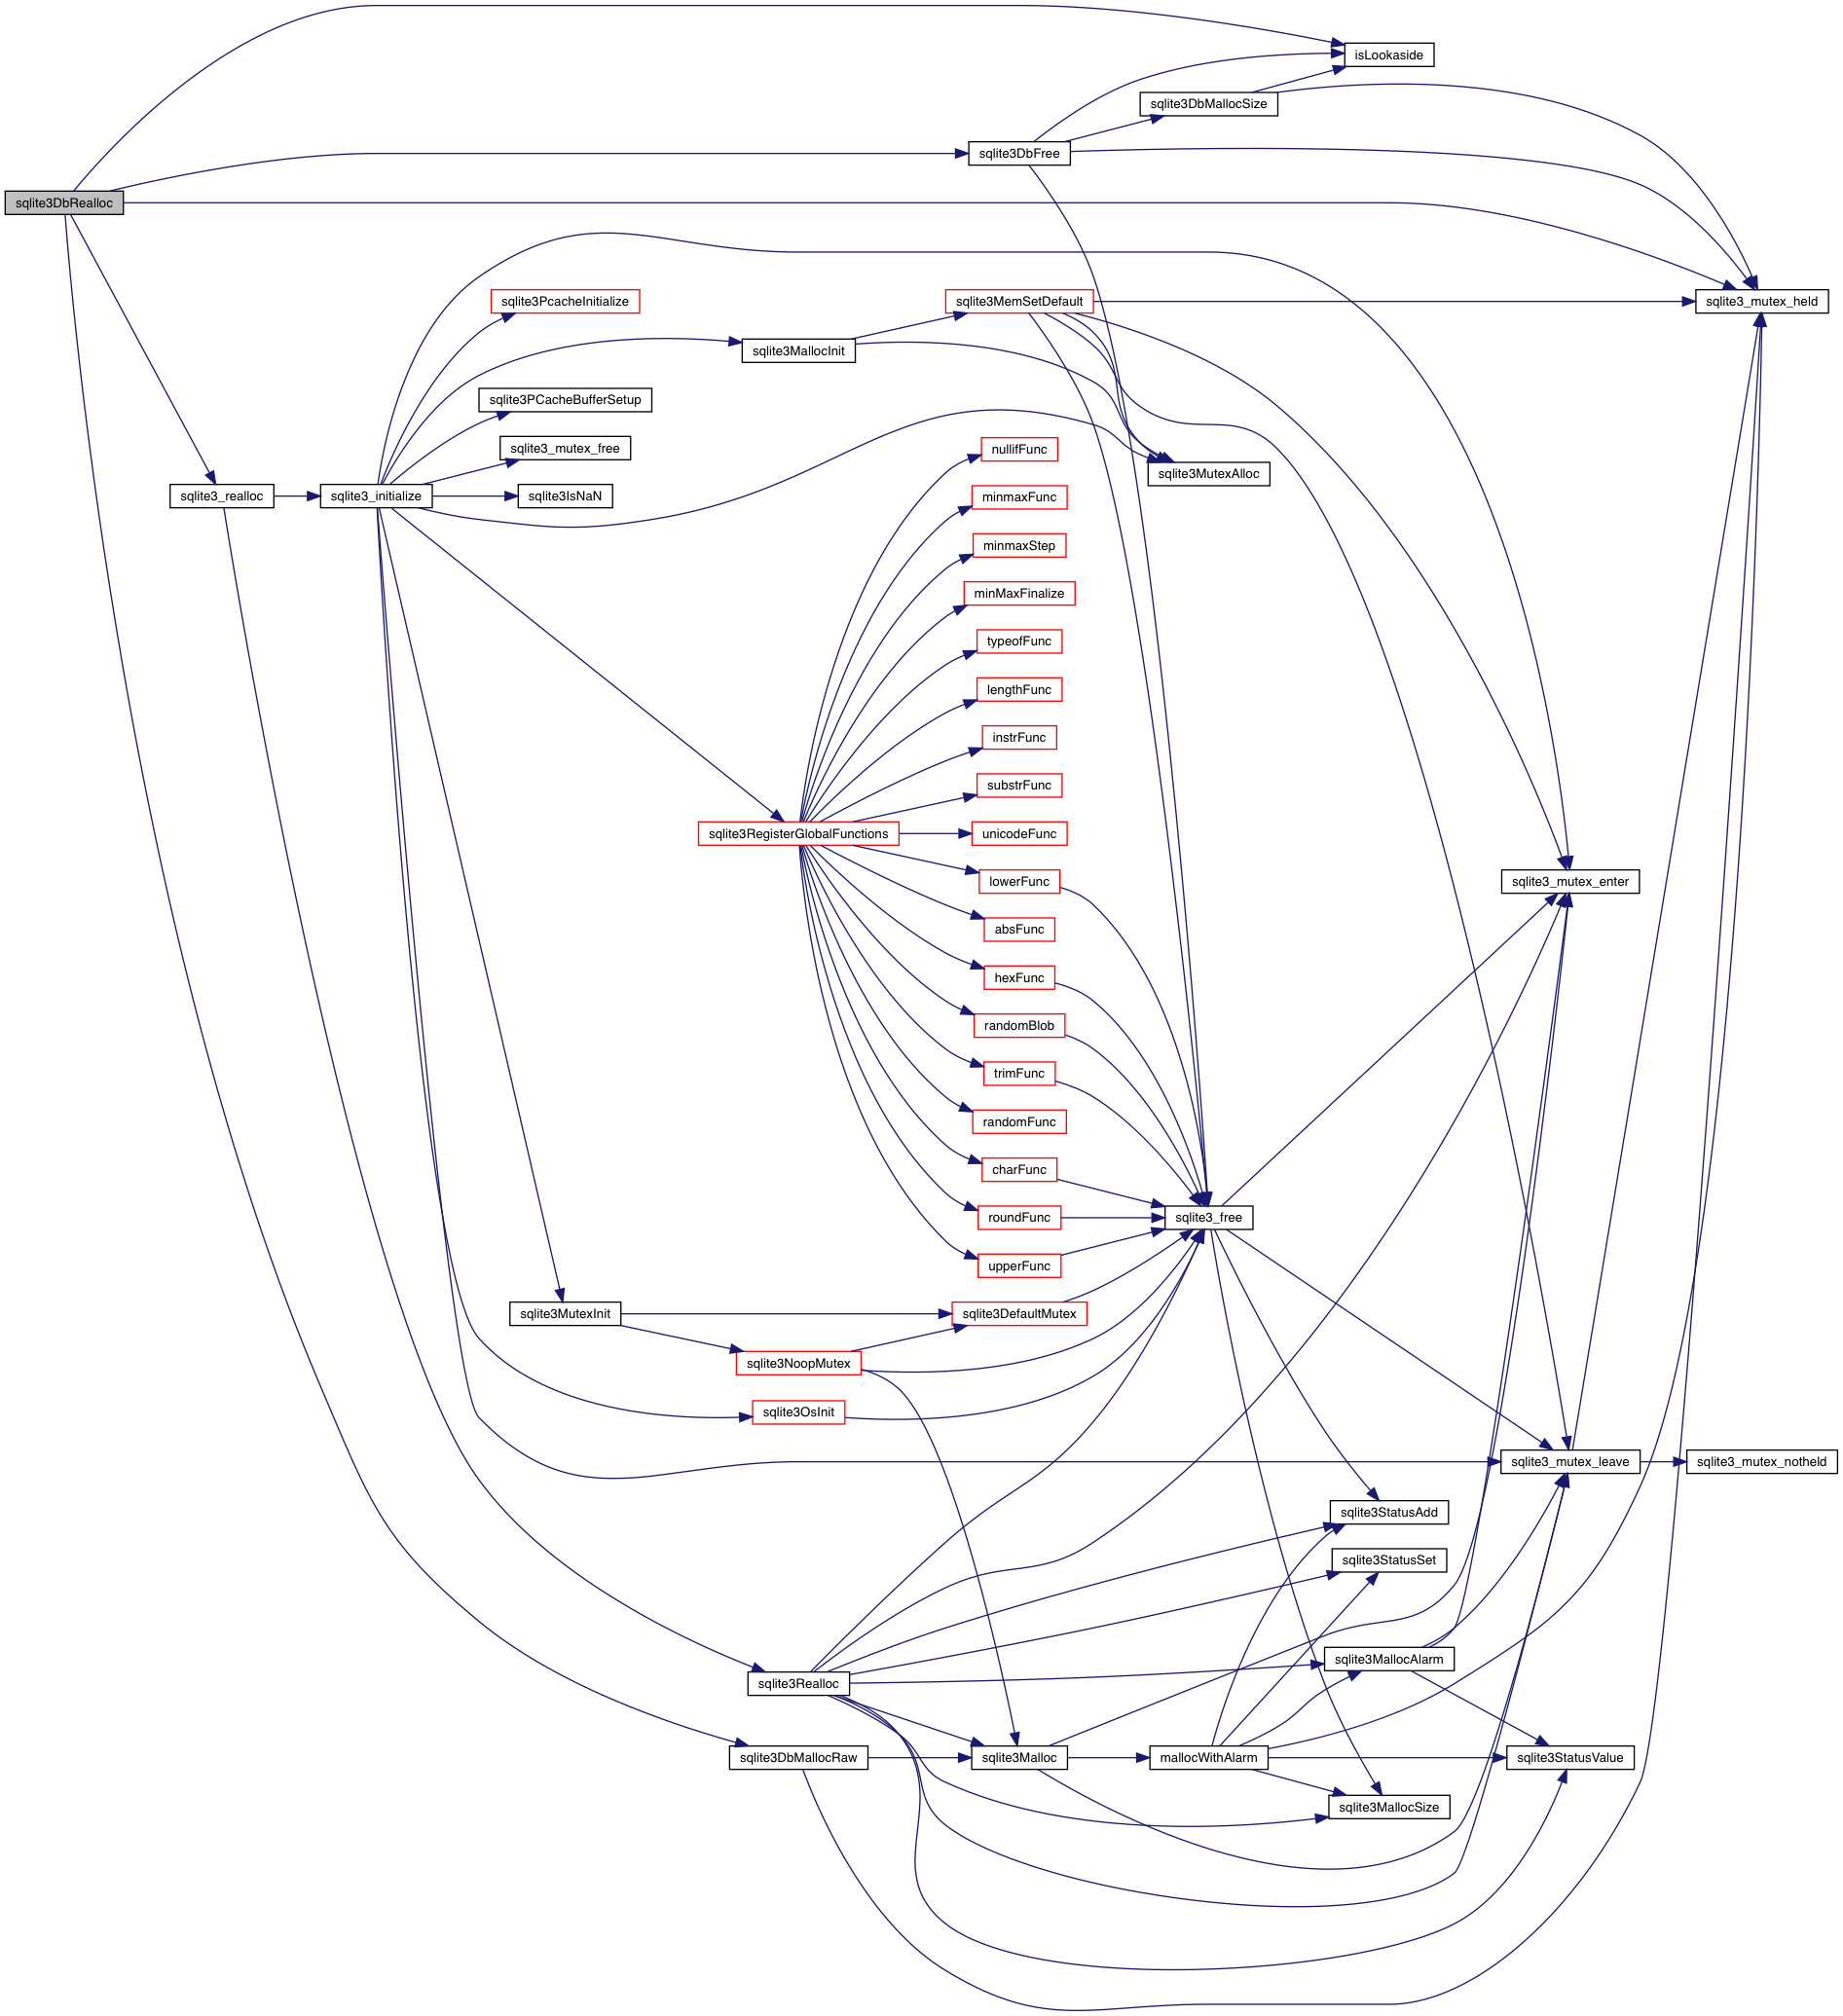 isLookaside
sqlite3DbMallocSize
sqlite3DbFree
sqlite3DbRealloc
sqlite3PcacheInitialize
sqlite3MemSetDefault
sqlite3_mutex_held
sqlite3MallocInit
sqlite3PCacheBufferSetup
sqlite3_mutex_free
nullifFunc
sqlite3MutexAlloc
sqlite3_realloc
sqlite3_initialize
sqlite3IsNaN
minmaxFunc
minmaxStep
minMaxFinalize
typeofFunc
lengthFunc
instrFunc
substrFunc
sqlite3RegisterGlobalFunctions
unicodeFunc
lowerFunc
sqlite3_mutex_enter
absFunc
hexFunc
randomBlob
trimFunc
randomFunc
charFunc
roundFunc
sqlite3_free
upperFunc
sqlite3MutexInit
sqlite3DefaultMutex
sqlite3NoopMutex
sqlite3OsInit
sqlite3_mutex_leave
sqlite3_mutex_notheld
sqlite3StatusAdd
sqlite3StatusSet
sqlite3MallocAlarm
sqlite3Realloc
sqlite3DbMallocRaw
sqlite3Malloc
mallocWithAlarm
sqlite3StatusValue
sqlite3MallocSize